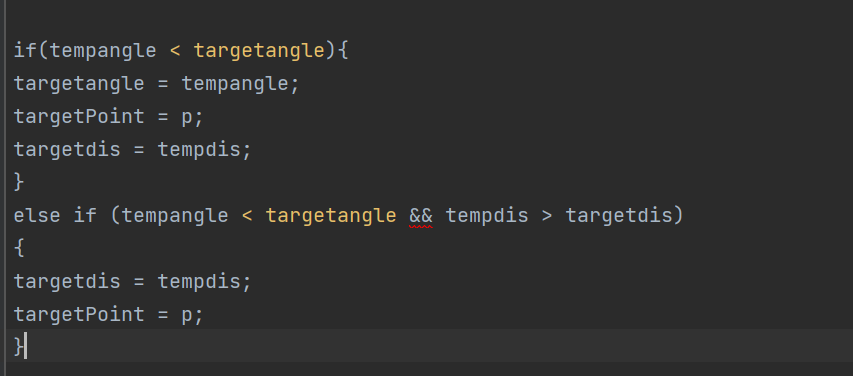 if(tempangle < targetangle){
targetangle = tempangle;
targetPoint = p;
targetdis = tempdis;
}
else if (tempangle < targetangle && tempdis > targetdis)
{
targetdis = tempdis;
targetPoint = p;
}